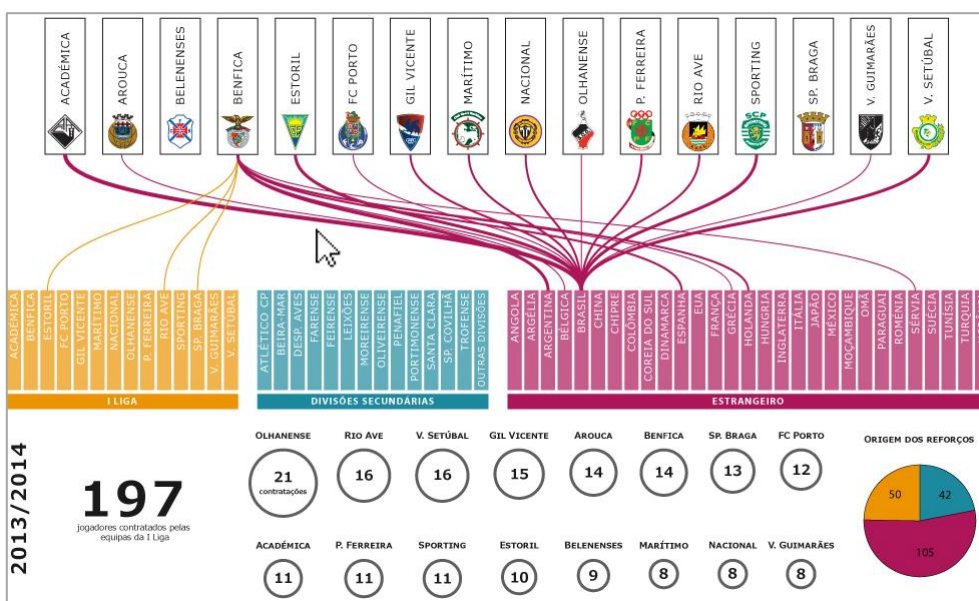 ACADÉMICA
AROUCA
BELENENSES
BENFICA
ESTORIL
FC PORTO
GIL VICENTE
MARÍTIMO
NACIONAL
OLHANENSE
P. FERREIRA
RIO AVE
SPORTING
SP. BRAGA
V. GUIMARÃES
V. SETÚBAL
SCP
ACADÉMICA
BENFICA
ESTORIL
FC PORTO
GIL VICENTE
MARÍTIMO
NACIONAL
OLHANENSE
P. FERREIRA
RIO AVE
SPORTING
SP. BRAGA
V. GUIMARÃES
V. SETÚBAL
I LIGA
ATLÉTICO CP
BEIRA-MAR
DESP. AVES
FARENSE
FEIRENSE
LEIXÕES
MOREIRENSE
OLIVEIRENSE
PENAFIEL
PORTIMONENSE
SANTA CLARA
SP. COVILHÃ
TROFENSE
OUTRAS DIVISÕES
DIVISÕES SECUNDÁRIAS
ANGOLA
ARGÉLIA
ARGENTINA
BÉLGICA
BRASIL
CHINA
CHIPRE
COLÔMBIA
COREIA DO SUL
DINAMARCA
ESPANHA
EUA
FRANÇA
GRÉCIA
HOLANDA
HUNGRIA
INGLATERRA
ITÁLIA
JAPÃO
MÉXICO
MOÇAMBIQUE
OMÃ
PARAGUAI
ROMÉNIA
SÉRVIA
SUÉCIA
TUNÍSIA
TURQUIA
ESTRANGEIRO
2013/2014
197
jogadores contratados pelas
equipas da I Liga
OLHANENSE
21
contratações
RIO AVE
16
V. SETÚBAL
16
GIL VICENTE
15
AROUCA
14
BENFICA
14
SP. BRAGA
13
FC PORTO
12
ACADÉMICA
11
P. FERREIRA
11
SPORTING
11
ESTORIL
10
BELENENSES
9
MARÍTIMO
8
NACIONAL
8
V. GUIMARÃES
8
ORIGEM DOS REFORÇOS
50
42
105